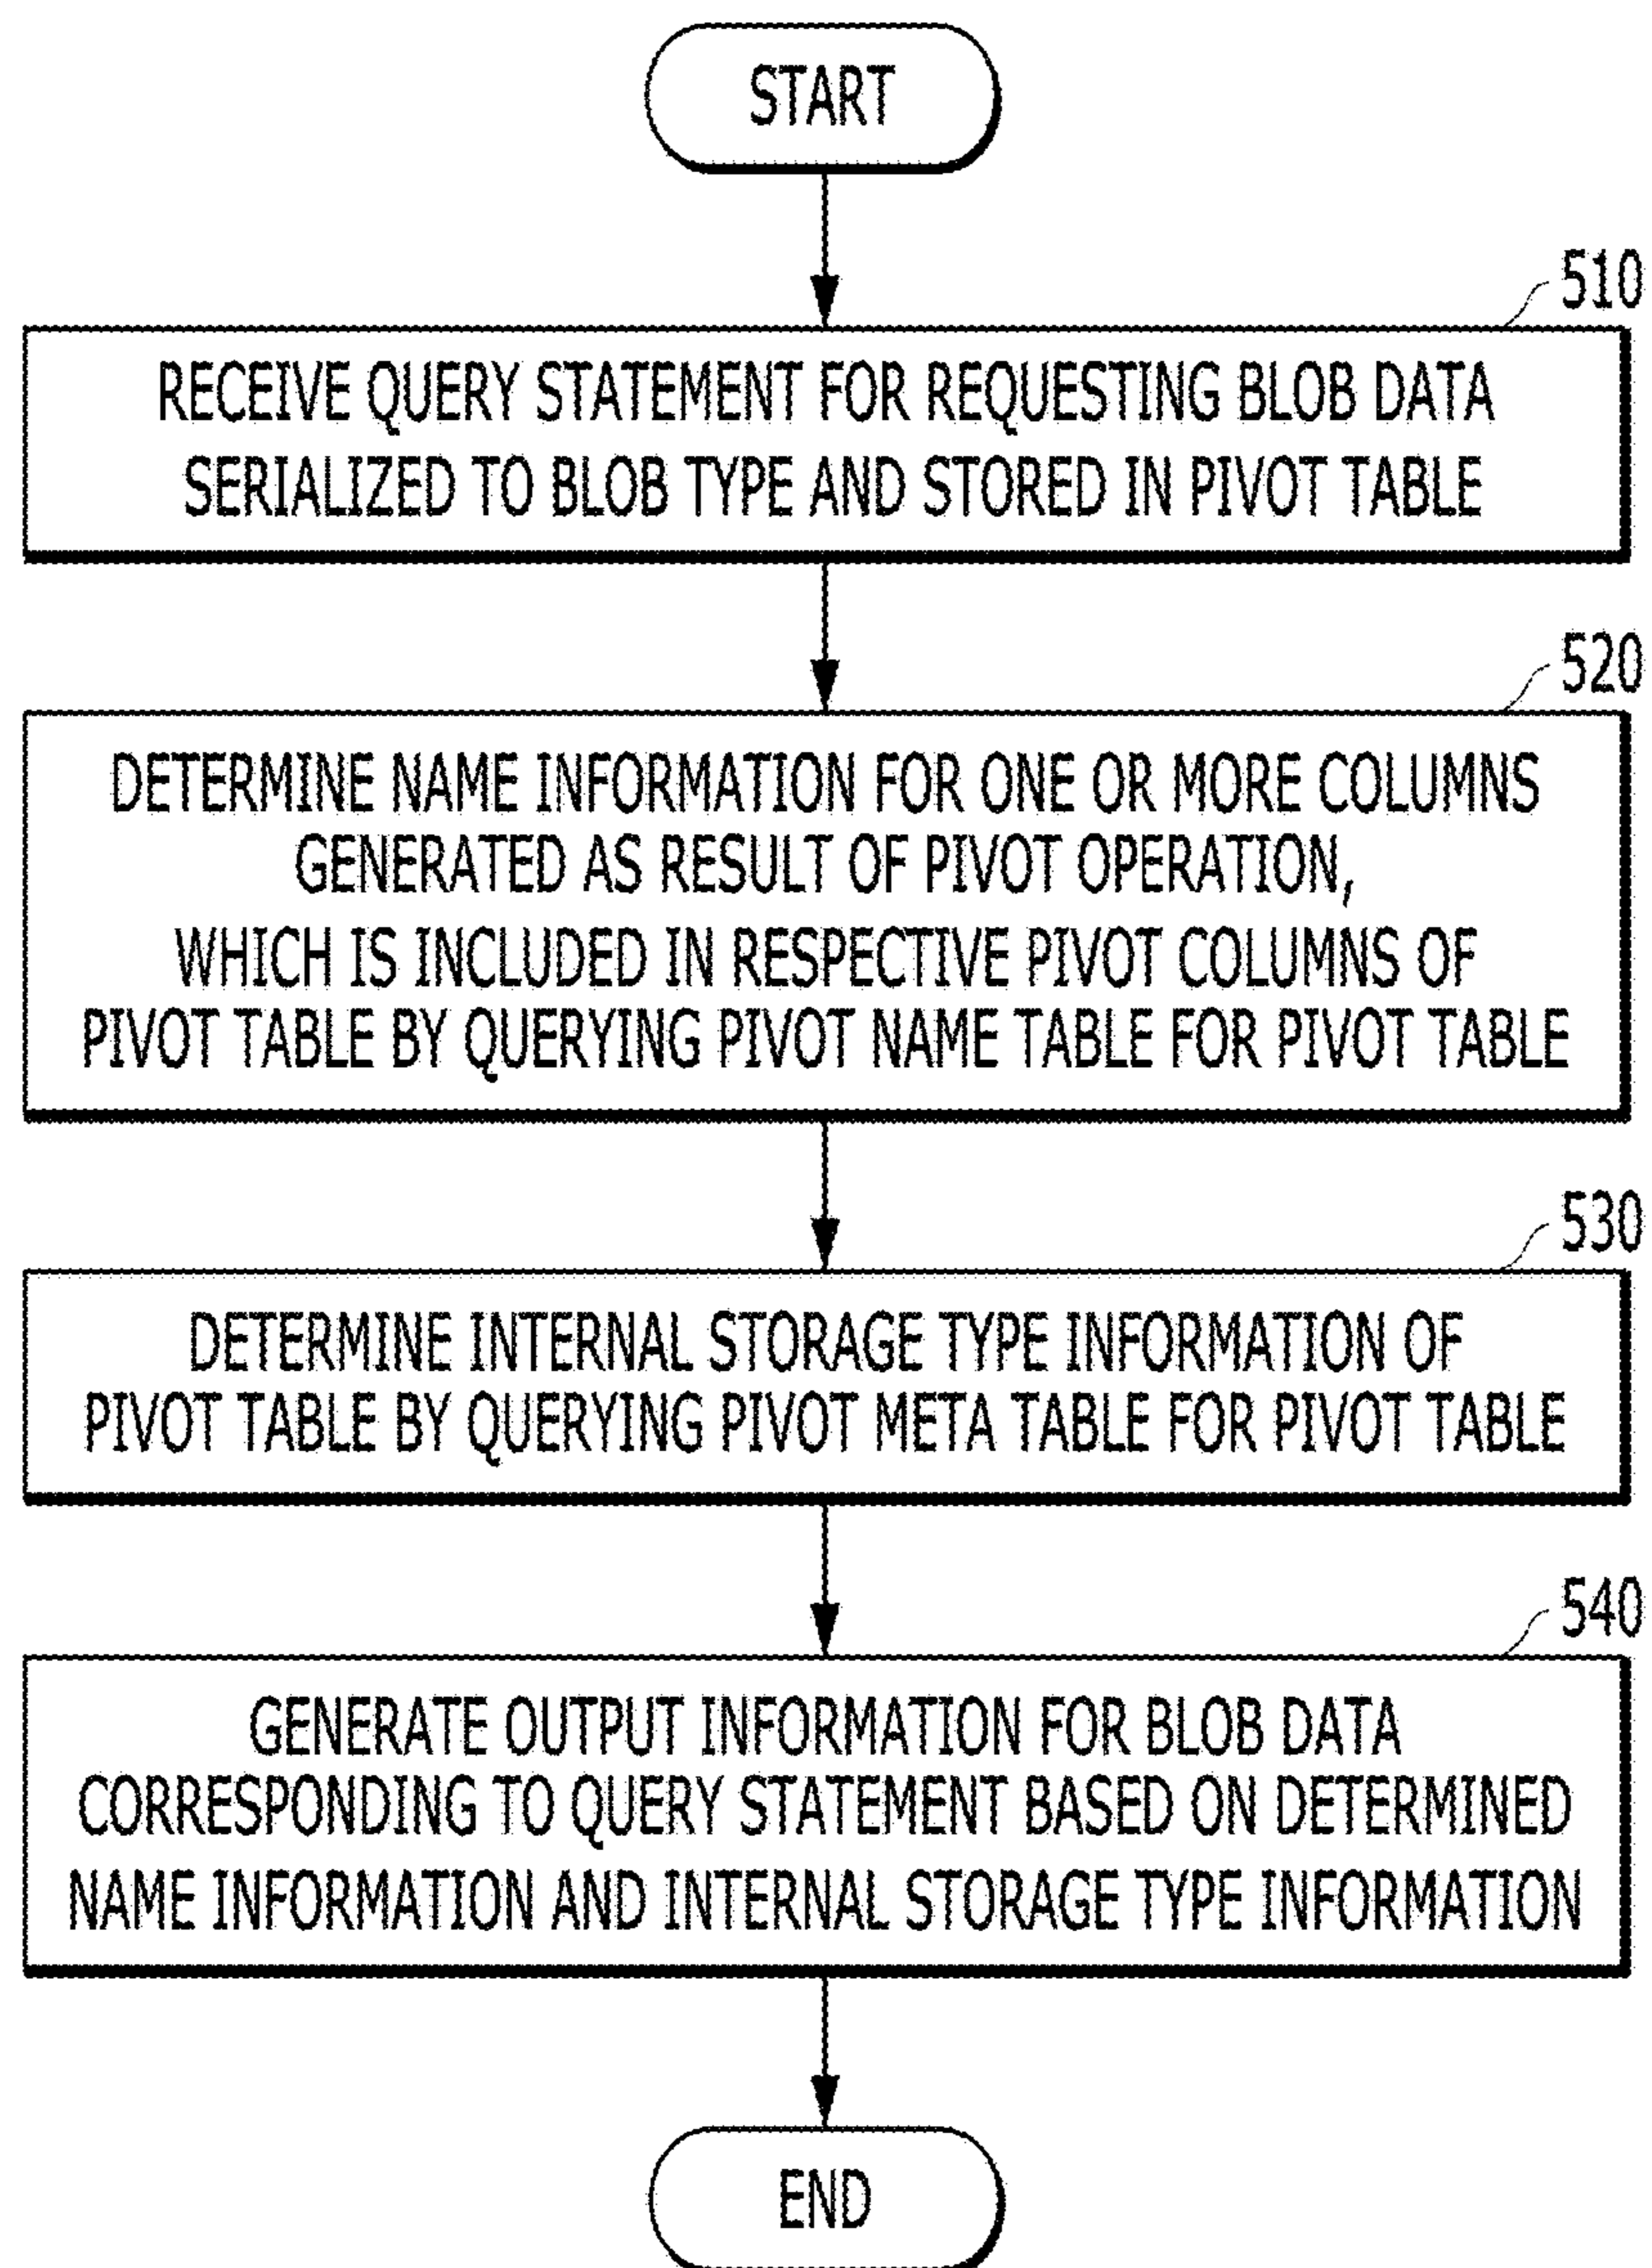 START
510
RECEIVE QUERY STATEMENT FOR REQUESTING BLOB DATA
SERIALIZED TO BLOB TYPE AND STORED IN PIVOT TABLE
520
DETERMINE NAME INFORMATION FOR ONE OR MORE COLUMNS
GENERATED AS RESULT OF PIVOT OPERATION,
WHICH IS INCLUDED IN RESPECTIVE PIVOT COLUMNS OF
PIVOT TABLE BY QUERYING PIVOT NAME TABLE FOR PIVOT TABLE
530
DETERMINE INTERNAL STORAGE TYPE INFORMATION OF
PIVOT TABLE BY QUERYING PIVOT META TABLE FOR PIVOT TABLE
540
GENERATE OUTPUT INFORMATION FOR BLOB DATA
CORRESPONDING TO QUERY STATEMENT BASED ON DETERMINED
NAME INFORMATION AND INTERNAL STORAGE TYPE INFORMATION
END